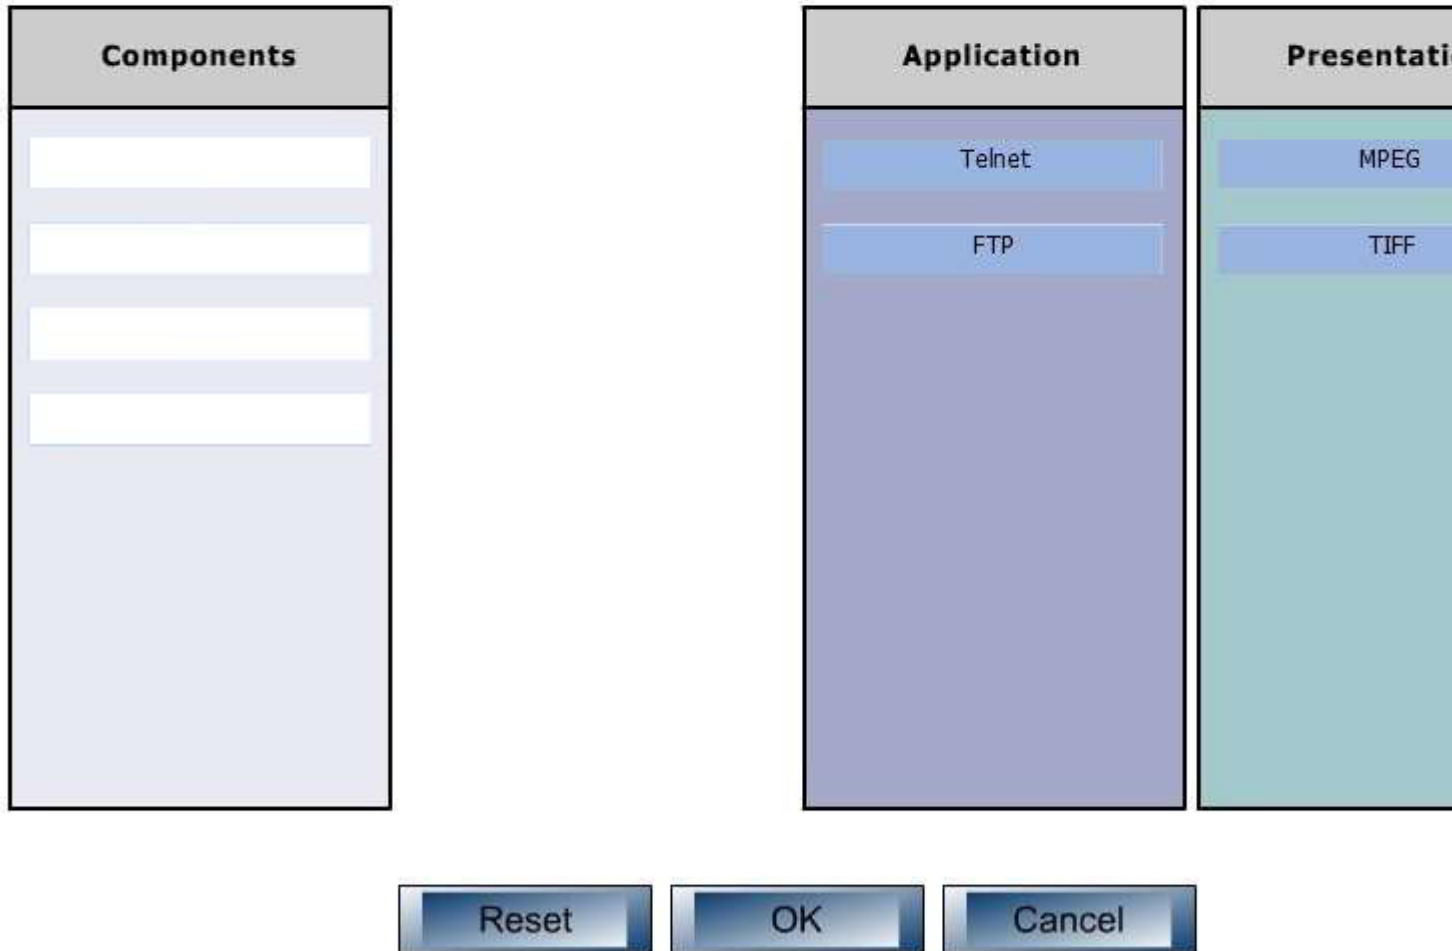 Components
Application
Presentati
Telnet
MPEG
FTP
TIFF
Reset
OK
Cancel